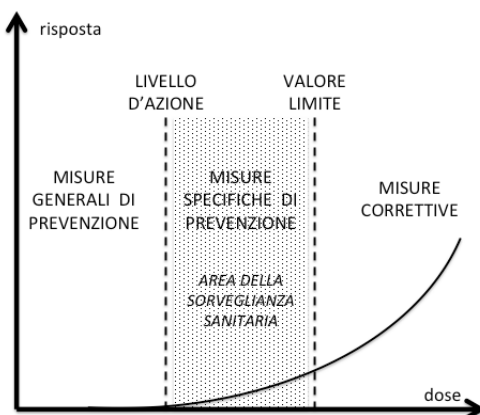 risposta
LIVELLO
D'AZIONE
VALORE
LIMITE
MISURE
GENERALI DI
PREVENZIONE
MISURE
SPECIFICHE DI
PREVENZIONE
MISURE
CORRETTIVE
AREA DELLA
SORVEGLIANZA
SANITARIA
dose